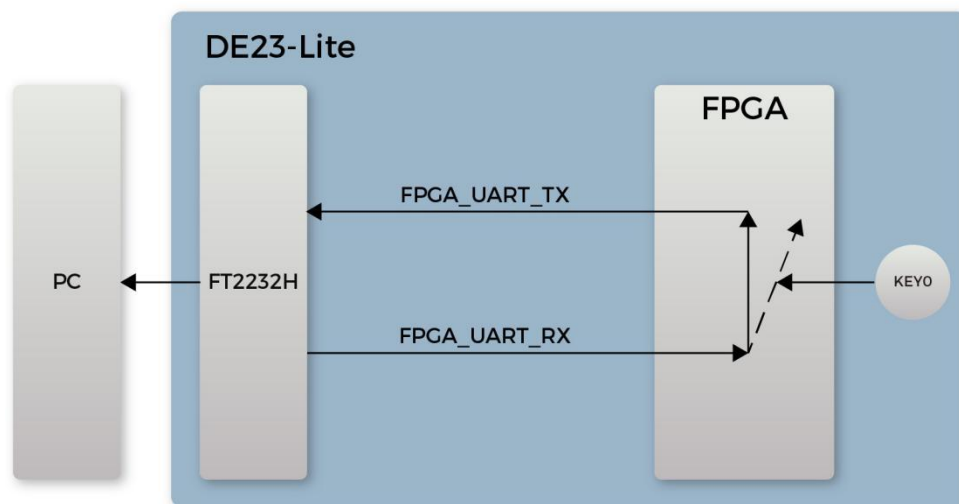 DE23-Lite
FPGA
FPGA_UART_TX
PC
FT2232H
KEY0
FPGA_UART_RX